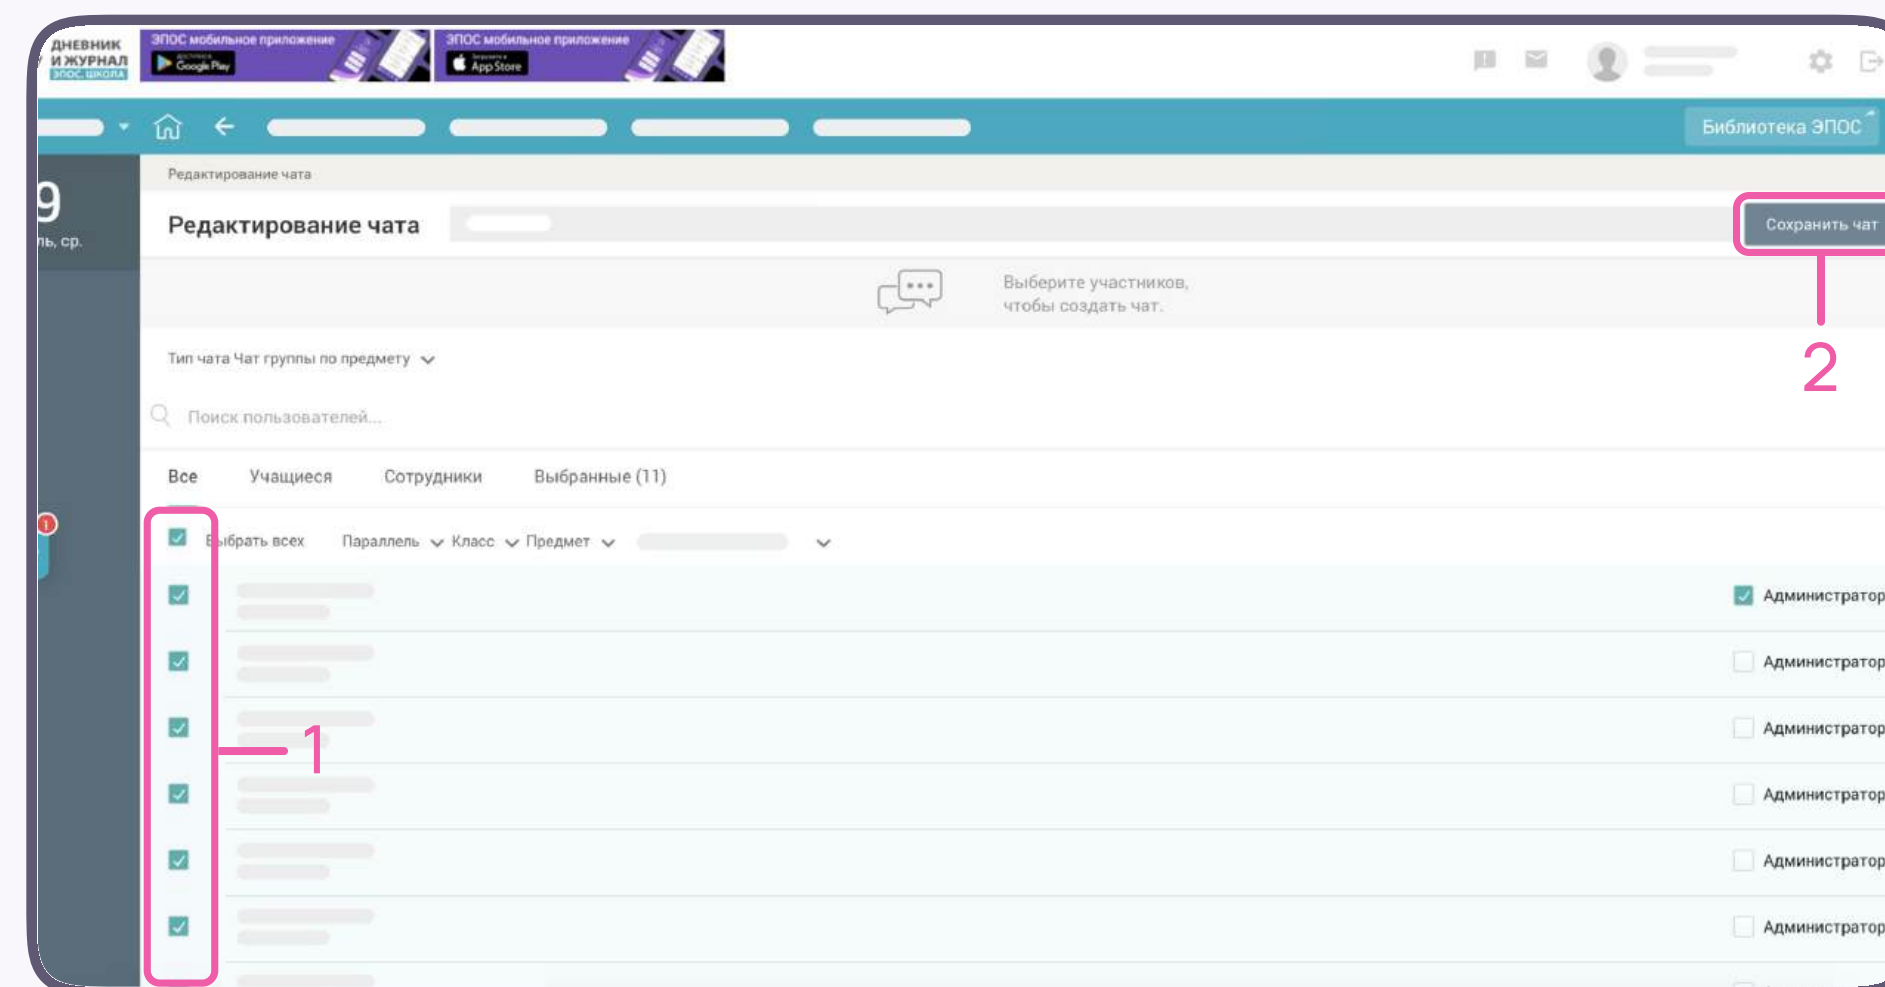 ДНЕВНИК
И ЖУРНАЛ
ЭПОС.ШКОЛА
ЭПОС мобильное приложение
Google Play
ЭПОС мобильное приложение
App Store
Библиотека ЭПОС
9
ль, ср.
Редактирование чата
Редактирование чата
Сохранить чат
Выберите участников,
чтобы создать чат.
2
Тип чата Чат группы по предмету
Поиск пользователей...
Все Учащиеся Сотрудники Выбранные (11)
1
Выбрать всех Параллель Класс Предмет
Администратор
Администратор
Администратор
1
Администратор
Администратор
Администратор